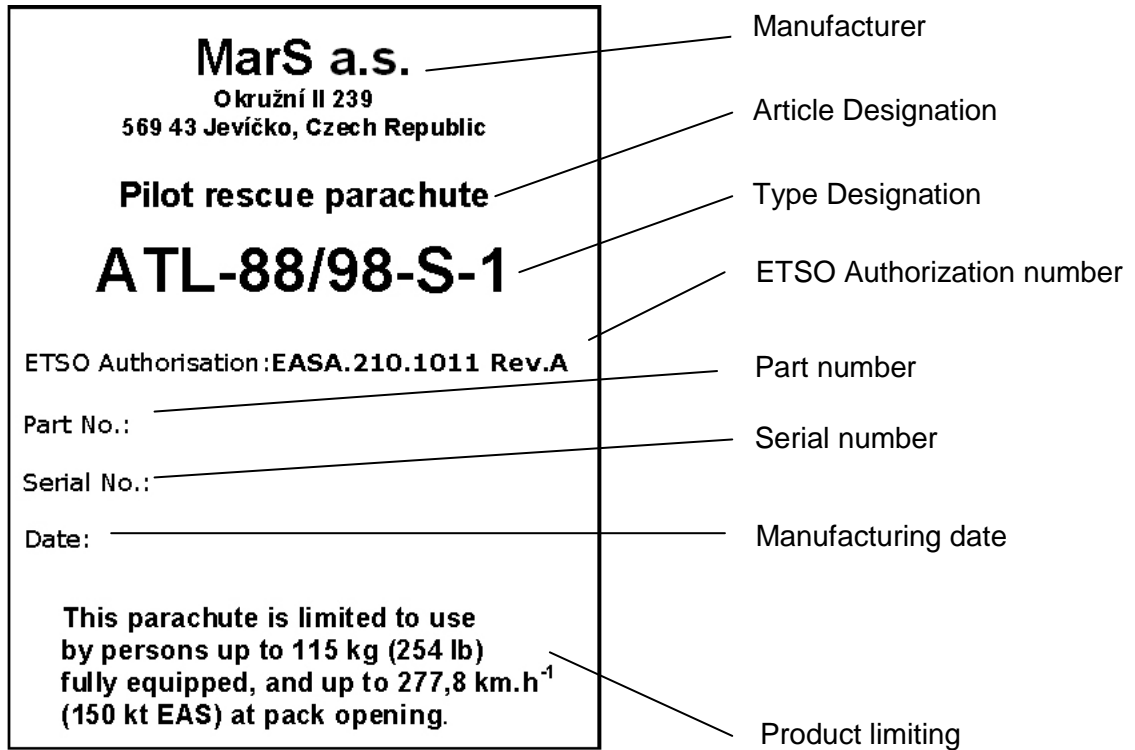 MarS a.s.
Okružní II 239
569 43 Jevíčko, Czech Republic
Pilot rescue parachute
ATL-88/98-S-1
ETSO Authorisation:EASA.210.1011 Rev.A
Part No.:
Serial No.:
Date:
This parachute is limited to use
by persons up to 115 kg (254 lb)
fully equipped, and up to 277,8 km.h⁻¹
(150 kt EAS) at pack opening.
Manufacturer
Article Designation
Type Designation
ETSO Authorization number
Part number
Serial number
Manufacturing date
Product limiting